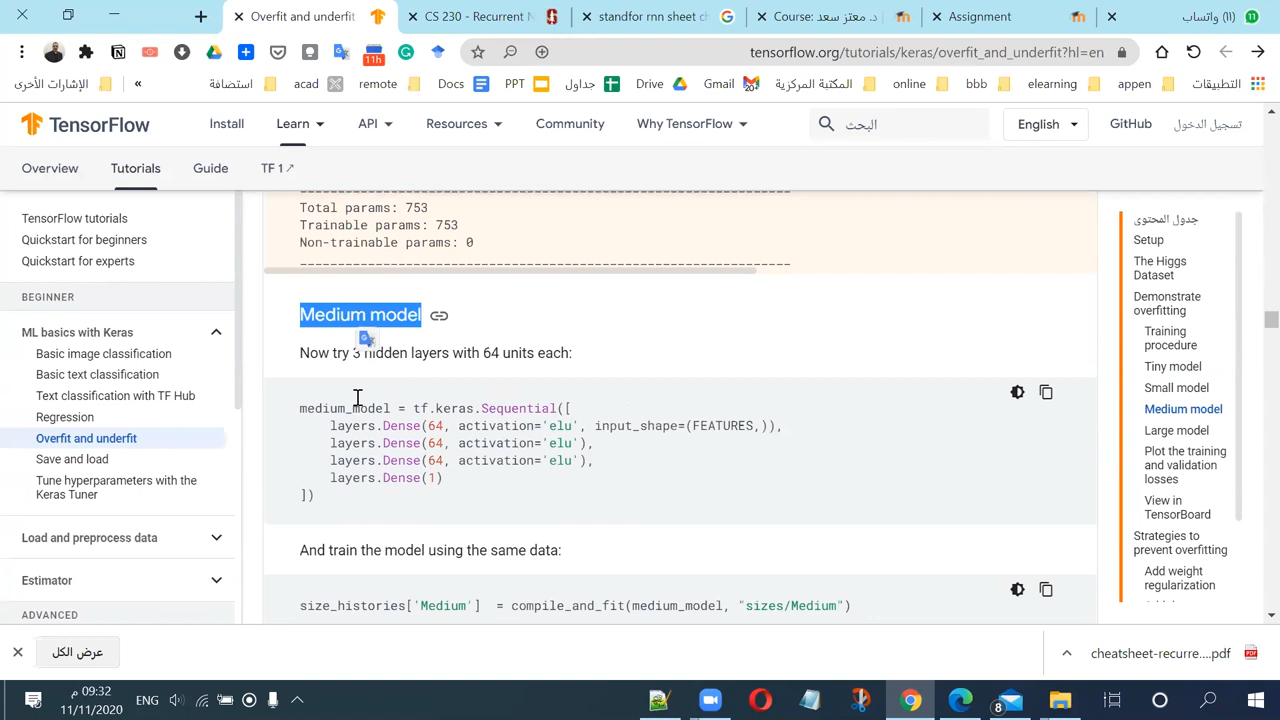 Overfit and underfit
CS 230 - Recurrent N
standfor rnn sheet c
Course: د. معتز سعد
Assignment
(11) واتساب
11
tensorflow.org/tutorials/keras/overfit_and_underfit?hl=en
11h
الإشارات الأخرى
«
استضافة
acad
remote
Docs
PPT
جداول
Drive
Gmail
المكتبة المركزية
online
bbb
elearning
appen
التطبيقات
TensorFlow
Install
Learn
API
Resources
Community
Why TensorFlow
البحث
English
GitHub
تسجيل الدخول
Overview
Tutorials
Guide
TF 1
TensorFlow tutorials
Quickstart for beginners
Quickstart for experts
BEGINNER
ML basics with Keras
Basic image classification
Basic text classification
Text classification with TF Hub
Regression
Overfit and underfit
Save and load
Tune hyperparameters with the
Keras Tuner
Load and preprocess data
Estimator
ADVANCED
Total params: 753
Trainable params: 753
Non-trainable params: 0
Medium model
Now try 3 hidden layers with 64 units each:
medium_model = tf.keras.Sequential([
layers.Dense(64, activation='elu', input_shape=(FEATURES,)),
layers.Dense(64, activation='elu'),
layers.Dense(64, activation='elu'),
layers.Dense(1)
])
And train the model using the same data:
size_histories['Medium'] = compile_and_fit(medium_model, "sizes/Medium")
جدول المحتوى
Setup
The Higgs
Dataset
Demonstrate
overfitting
Training
procedure
Tiny model
Small model
Medium model
Large model
Plot the training
and validation
losses
View in
TensorBoard
Strategies to
prevent overfitting
Add weight
regularization
عرض الكل
cheatsheet-recurre....pdf
09:32 م
11/11/2020
ENG
8